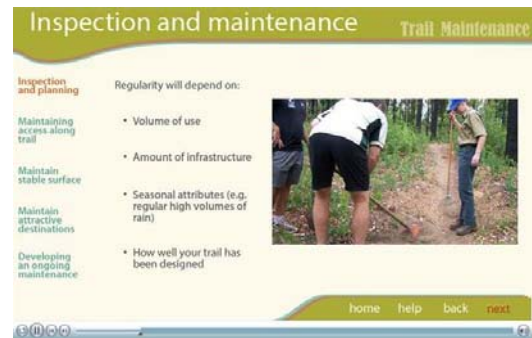 Inspection and maintenance
Trail Maintenance
Inspection
and planning
Maintaining
access along
trail
Maintain
stable surface
Maintain
attractive
destinations
Developing
an ongoing
maintenance
Regularity will depend on:
• Volume of use
• Amount of infrastructure
• Seasonal attributes (e.g.
regular high volumes of
rain)
• How well your trail has
been designed
home help back next